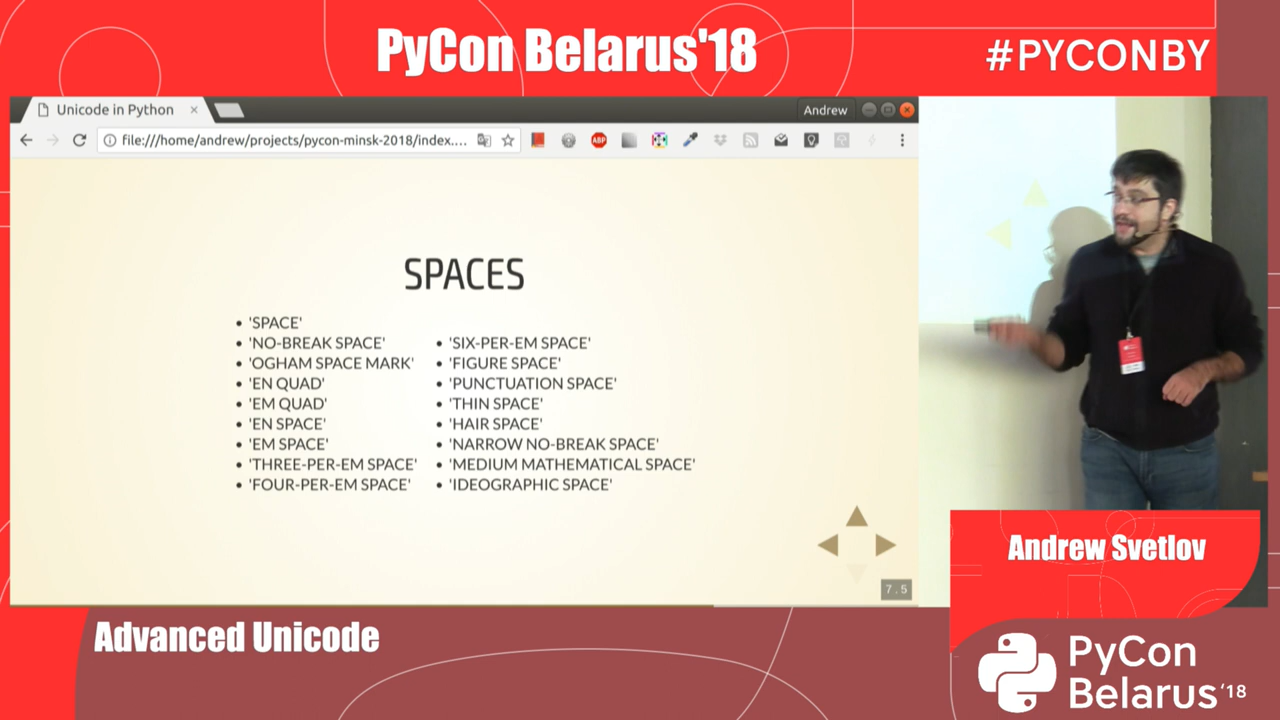 PyCon Belarus'18
#PYCONBY
Unicode in Python
Andrew
file:///home/andrew/projects/pycon-minsk-2018/index....
ABP
SPACES
'SPACE'
'NO-BREAK SPACE'
'OGHAM SPACE MARK'
'EN QUAD'
'EM QUAD'
'EN SPACE'
'EM SPACE'
'THREE-PER-EM SPACE'
'FOUR-PER-EM SPACE'
'SIX-PER-EM SPACE'
'FIGURE SPACE'
'PUNCTUATION SPACE'
'THIN SPACE'
'HAIR SPACE'
'NARROW NO-BREAK SPACE'
'MEDIUM MATHEMATICAL SPACE'
'IDEOGRAPHIC SPACE'
7.5
Andrew Svetlov
Advanced Unicode
PyCon
Belarus '18